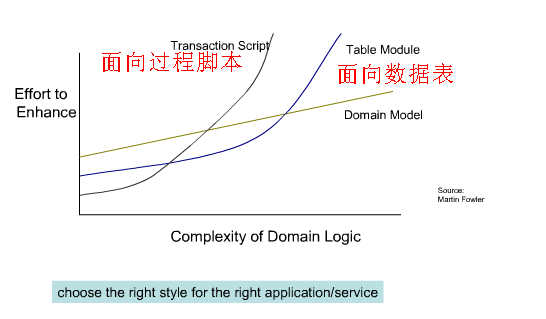 Transaction Script
面向过程脚本
Table Module
面向数据表
Effort to
Enhance
Domain Model
Source:
Martin Fowler
Complexity of Domain Logic
choose the right style for the right application/service